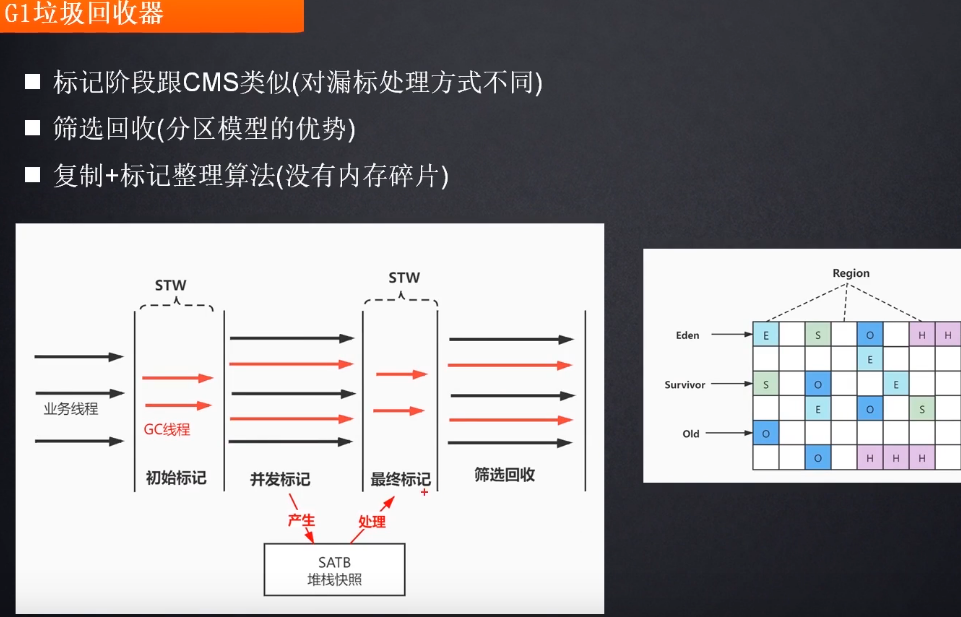 G1垃圾回收器
标记阶段跟CMS类似(对漏标处理方式不同)
筛选回收(分区模型的优势)
复制+标记整理算法(没有内存碎片)
STW
STW
业务线程
GC线程
初始标记
并发标记
最终标记
筛选回收
产生
处理
SATB
堆栈快照
Region
Eden
E S O H H
E
Survivor
S O E
E O S
Old
O
O H H H